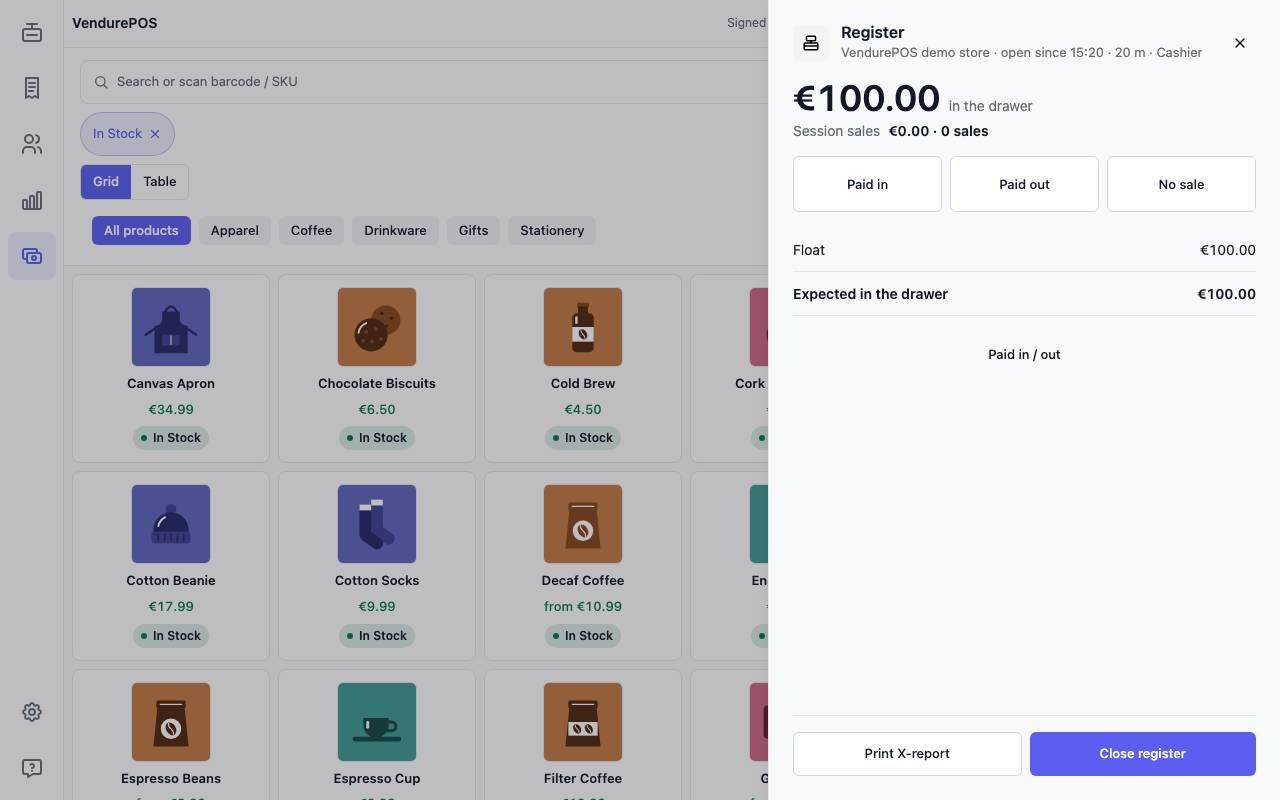 VendurePOS
Signed
Search or scan barcode / SKU
In Stock
Grid
Table
All products
Apparel
Coffee
Drinkware
Gifts
Stationery
Canvas Apron
€34.99
In Stock
Chocolate Biscuits
€6.50
In Stock
Cold Brew
€4.50
In Stock
Cork
Cotton Beanie
€17.99
In Stock
Cotton Socks
€9.99
In Stock
Decaf Coffee
from €10.99
In Stock
En
Espresso Beans
Espresso Cup
Filter Coffee
G
Register
VendurePOS demo store · open since 15:20 · 20 m · Cashier
€100.00 in the drawer
Session sales €0.00 · 0 sales
Paid in
Paid out
No sale
Float €100.00
Expected in the drawer €100.00
Paid in / out
Print X-report
Close register